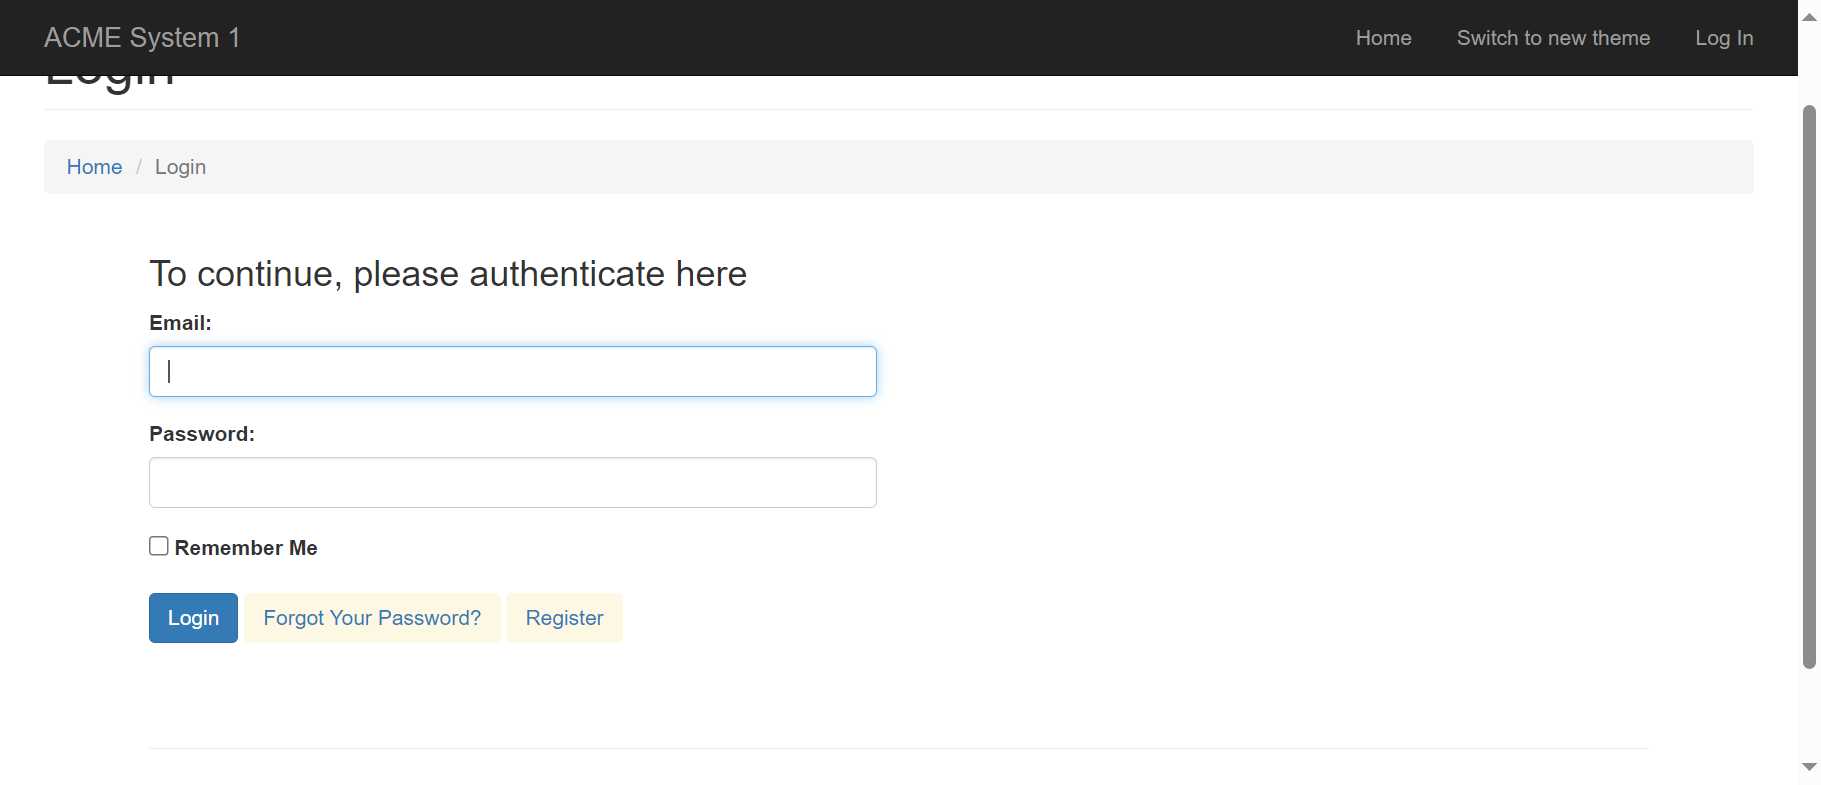 ACME System 1 Home Switch to new theme Log In
Login
Home / Login
To continue, please authenticate here
Email:
Password:
Remember Me
Login Forgot Your Password? Register